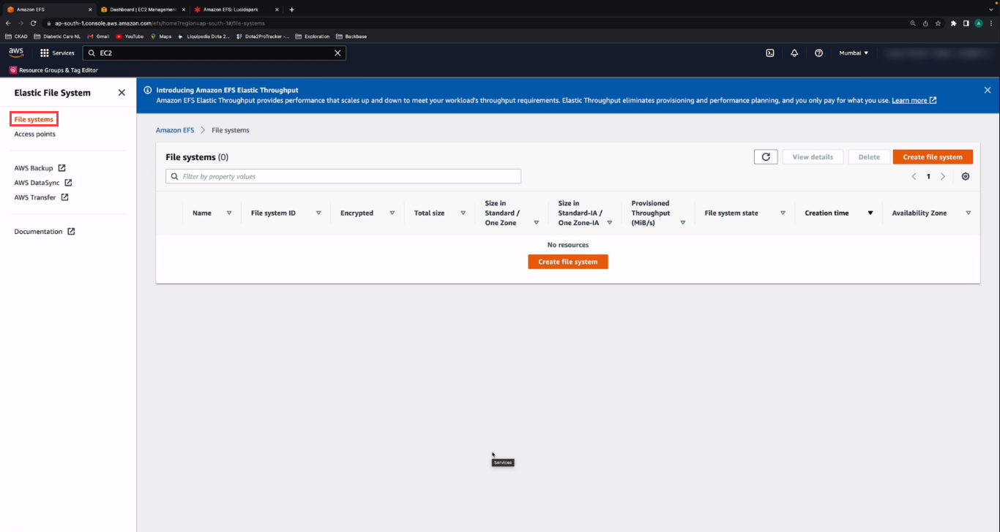 Amazon EFS
Dashboard | EC2 Management
Amazon EFS: Lucidspark
ap-south-1.console.aws.amazon.com/efs/home?region=ap-south-1#/file-systems
CKAD
Diabetic Care NL
Gmail
YouTube
Maps
Liquipedia Dota 2...
Dota2ProTracker -...
Exploration
Backbase
aws
Services
EC2
Mumbai
Resource Groups & Tag Editor
Elastic File System
File systems
Access points
AWS Backup
AWS DataSync
AWS Transfer
Documentation
Introducing Amazon EFS Elastic Throughput
Amazon EFS Elastic Throughput provides performance that scales up and down to meet your workload's throughput requirements. Elastic Throughput eliminates provisioning and performance planning, and you only pay for what you use. Learn more
Amazon EFS > File systems
File systems (0)
View details
Delete
Create file system
Filter by property values
1
Name
File system ID
Encrypted
Total size
Size in
Standard /
One Zone
Size in
Standard-IA /
One Zone-IA
Provisioned
Throughput
(MiB/s)
File system state
Creation time
Availability Zone
No resources
Create file system
Services